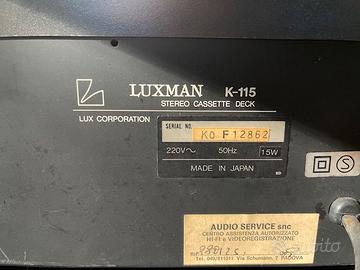 LUXMAN K-115
STEREO CASSETTE DECK
LUX CORPORATION
SERIAL NO.
KO F12862
220V~ 50Hz 15W
MADE IN JAPAN
S
AUDIO SERVICE snc
CENTRO ASSISTENZA AUTORIZZATO
HI-FI e VIDEOREGISTRAZIONE
Via Schumann, 7 PADOVA
subito